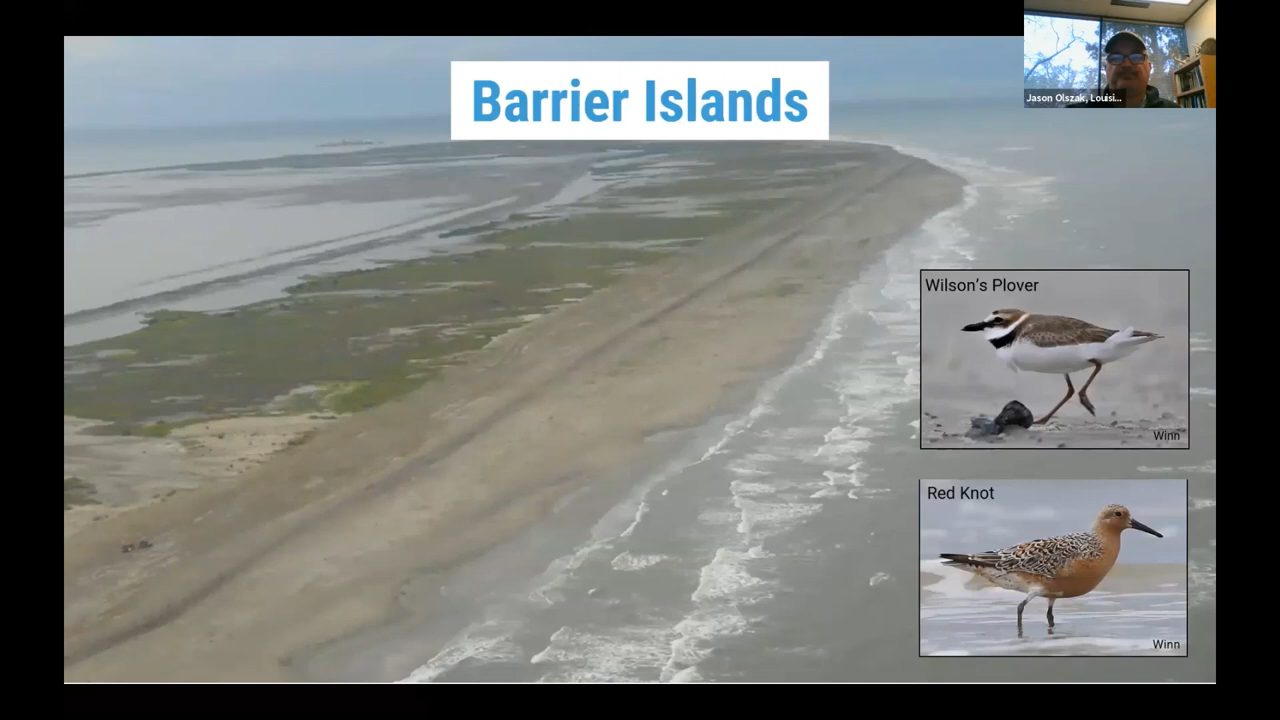 Barrier Islands
Jason Olszak, Louisi...
Wilson's Plover
Winn
Red Knot
Winn